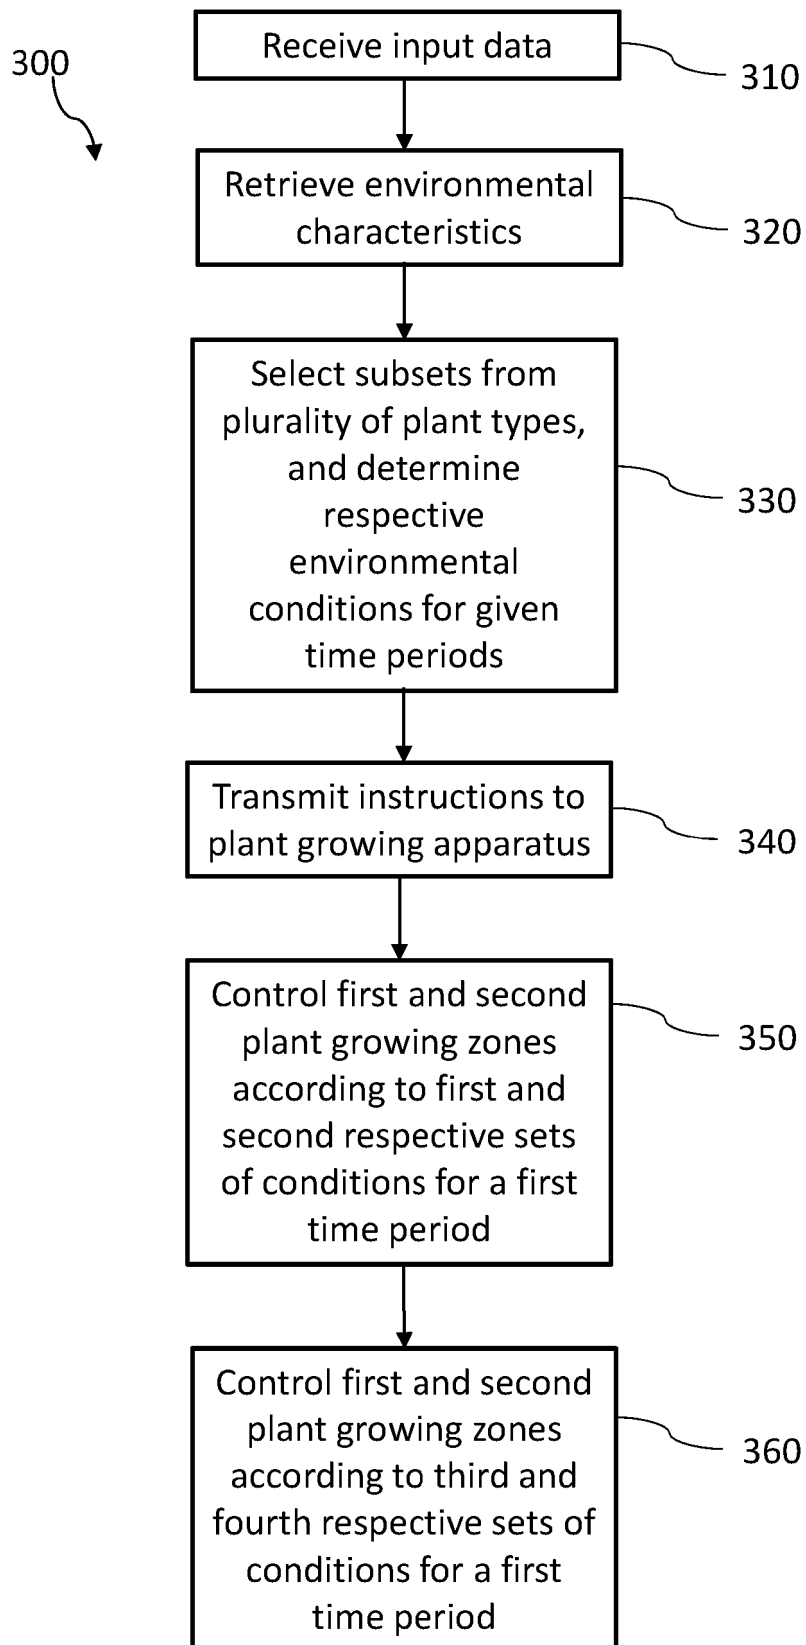 Receive input data
300
310
Retrieve environmental
characteristics
320
Select subsets from
plurality of plant types,
and determine
respective
environmental
conditions for given
time periods
330
Transmit instructions to
plant growing apparatus
340
Control first and second
plant growing zones
according to first and
second respective sets
of conditions for a first
time period
350
Control first and second
plant growing zones
according to third and
fourth respective sets of
conditions for a first
time period
360